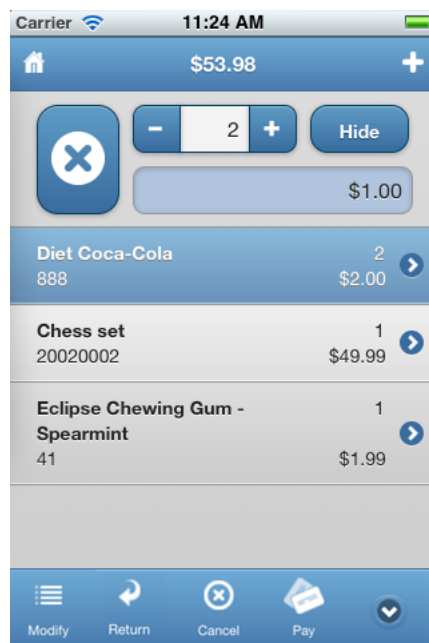 Carrier 11:24 AM
$53.98
- 2 + Hide
$1.00
Diet Coca-Cola 2
888 $2.00
Chess set 1
20020002 $49.99
Eclipse Chewing Gum - 1
Spearmint
41 $1.99
Modify Return Cancel Pay